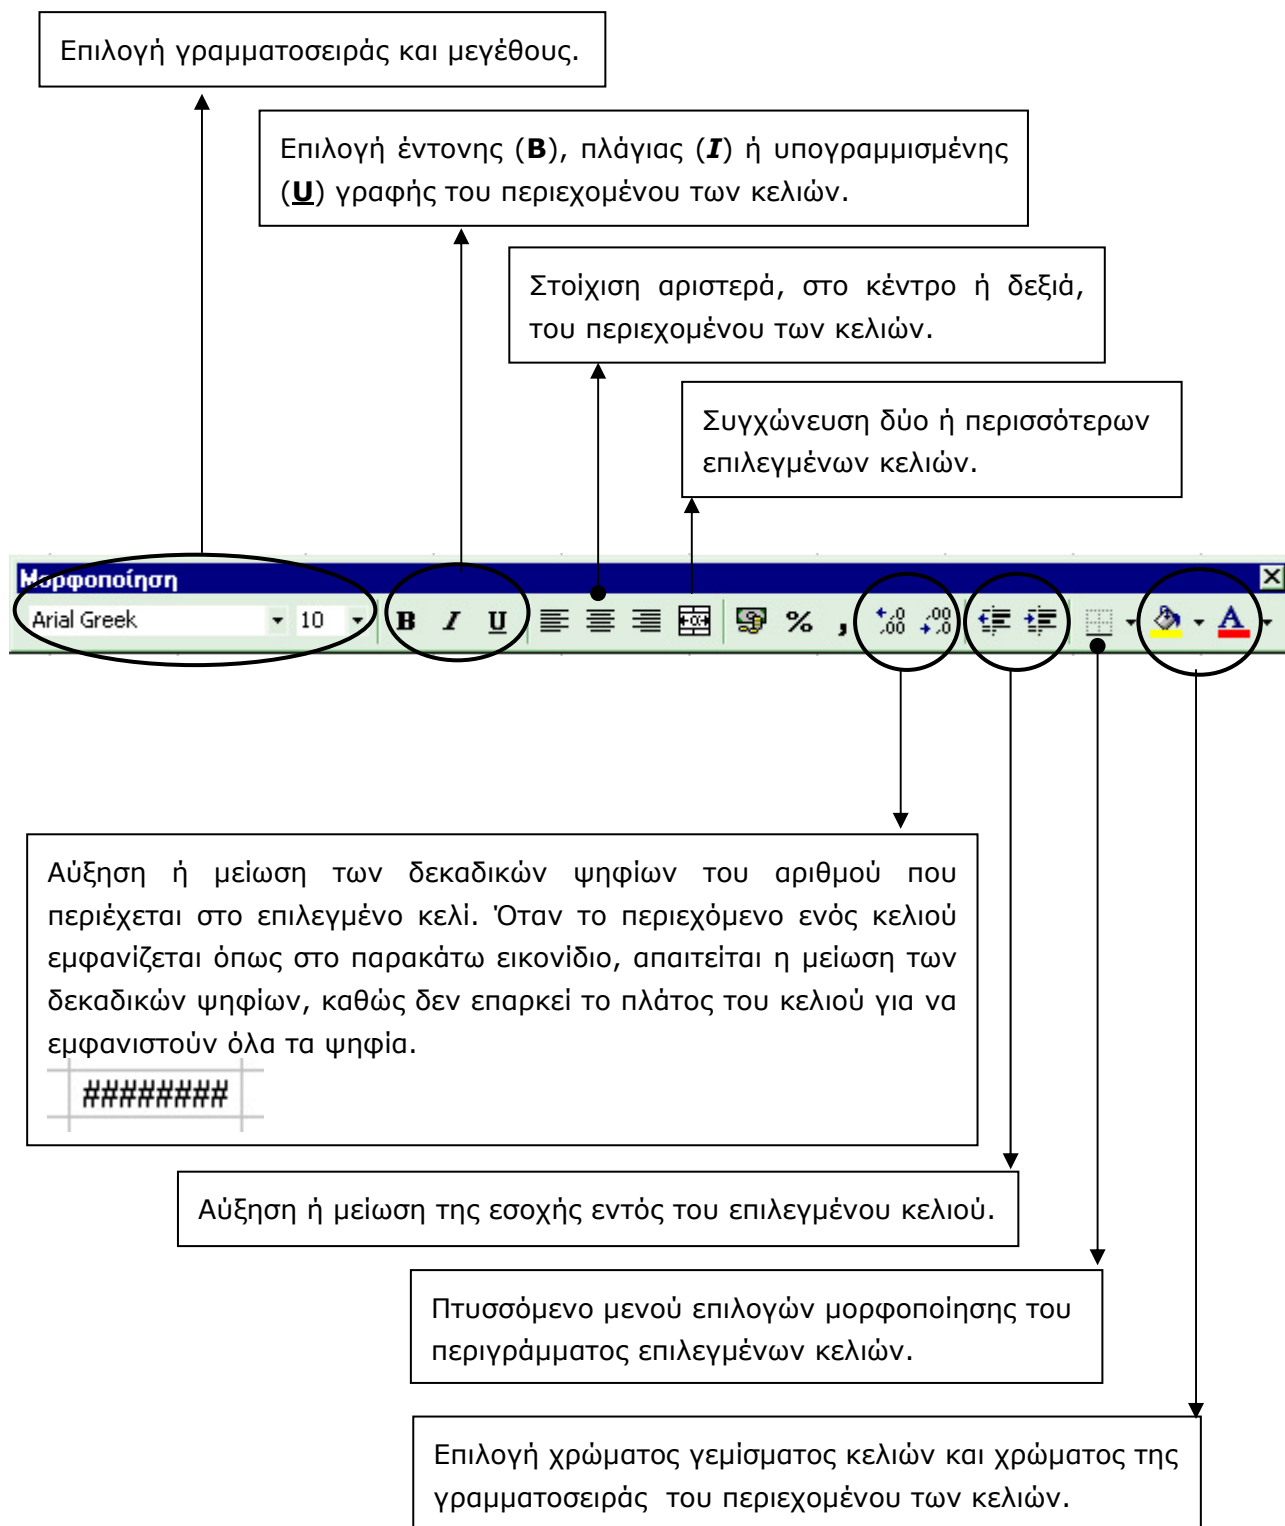 Επιλογή γραμματοσειράς και μεγέθους.
Επιλογή έντονης (B), πλάγιας (I) ή υπογραμμισμένης
(U) γραφής του περιεχομένου των κελιών.
Στοίχιση αριστερά, στο κέντρο ή δεξιά,
του περιεχομένου των κελιών.
Συγχώνευση δύο ή περισσότερων
επιλεγμένων κελιών.
Μορφοποίηση
Arial Greek 10 B I U % , ,0 ,00 ,00 ,0 A
Αύξηση ή μείωση των δεκαδικών ψηφίων του αριθμού που
περιέχεται στο επιλεγμένο κελί. Όταν το περιεχόμενο ενός κελιού
εμφανίζεται όπως στο παρακάτω εικονίδιο, απαιτείται η μείωση των
δεκαδικών ψηφίων, καθώς δεν επαρκεί το πλάτος του κελιού για να
εμφανιστούν όλα τα ψηφία.
########
Αύξηση ή μείωση της εσοχής εντός του επιλεγμένου κελιού.
Πτυσσόμενο μενού επιλογών μορφοποίησης του
περιγράμματος επιλεγμένων κελιών.
Επιλογή χρώματος γεμίσματος κελιών και χρώματος της
γραμματοσειράς του περιεχομένου των κελιών.